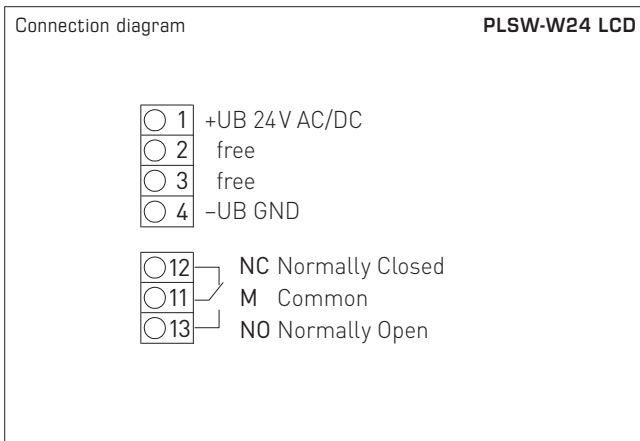 Connection diagram PLSW-W24 LCD
1 +UB 24V AC/DC
2 free
3 free
4 –UB GND
12 NC Normally Closed
11 M Common
13 NO Normally Open